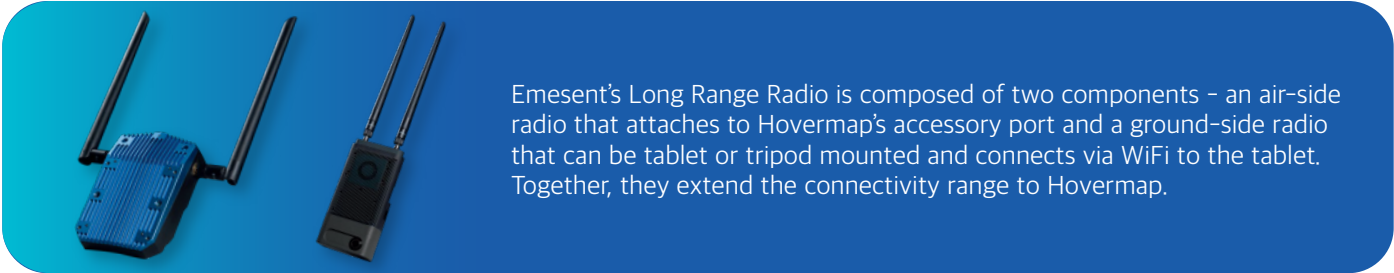 Emesent’s Long Range Radio is composed of two components - an air-side
radio that attaches to Hovermap’s accessory port and a ground-side radio
that can be tablet or tripod mounted and connects via WiFi to the tablet.
Together, they extend the connectivity range to Hovermap.